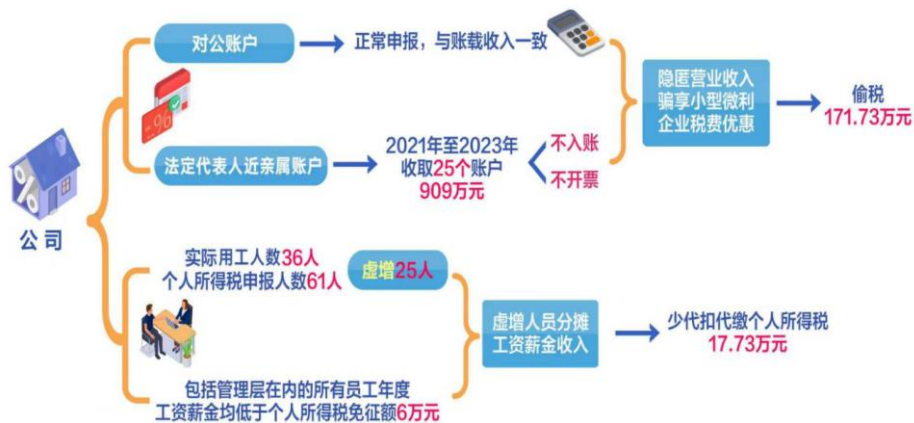 公司
对公账户
正常申报，与账载收入一致
法定代表人近亲属账户
2021年至2023年
收取25个账户
909万元
不入账
不开票
隐匿营业收入
骗享小型微利
企业税费优惠
偷税
171.73万元
实际用工人数36人
个人所得税申报人数61人
虚增25人
包括管理层在内的所有员工年度
工资薪金均低于个人所得税免征额6万元
虚增人员分摊
工资薪金收入
少代扣代缴个人所得税
17.73万元
%
96